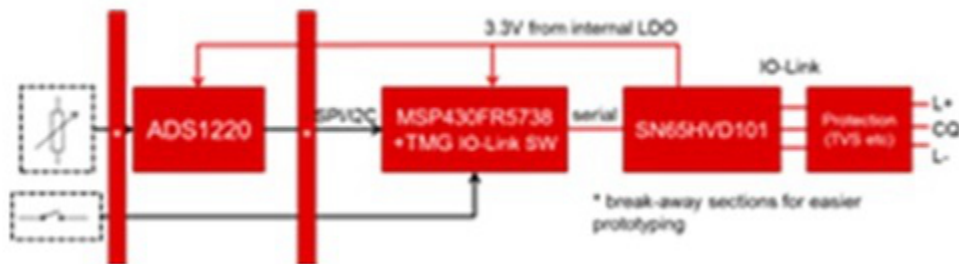 3.3V from internal LDO
IO-Link
ADS1220
SPI/I2C
MSP430FR5738
+TMG IO-Link SW
serial
SN65HVD101
Protection
(TVS etc)
L+
CQ
L-
* break-away sections for easier
prototyping